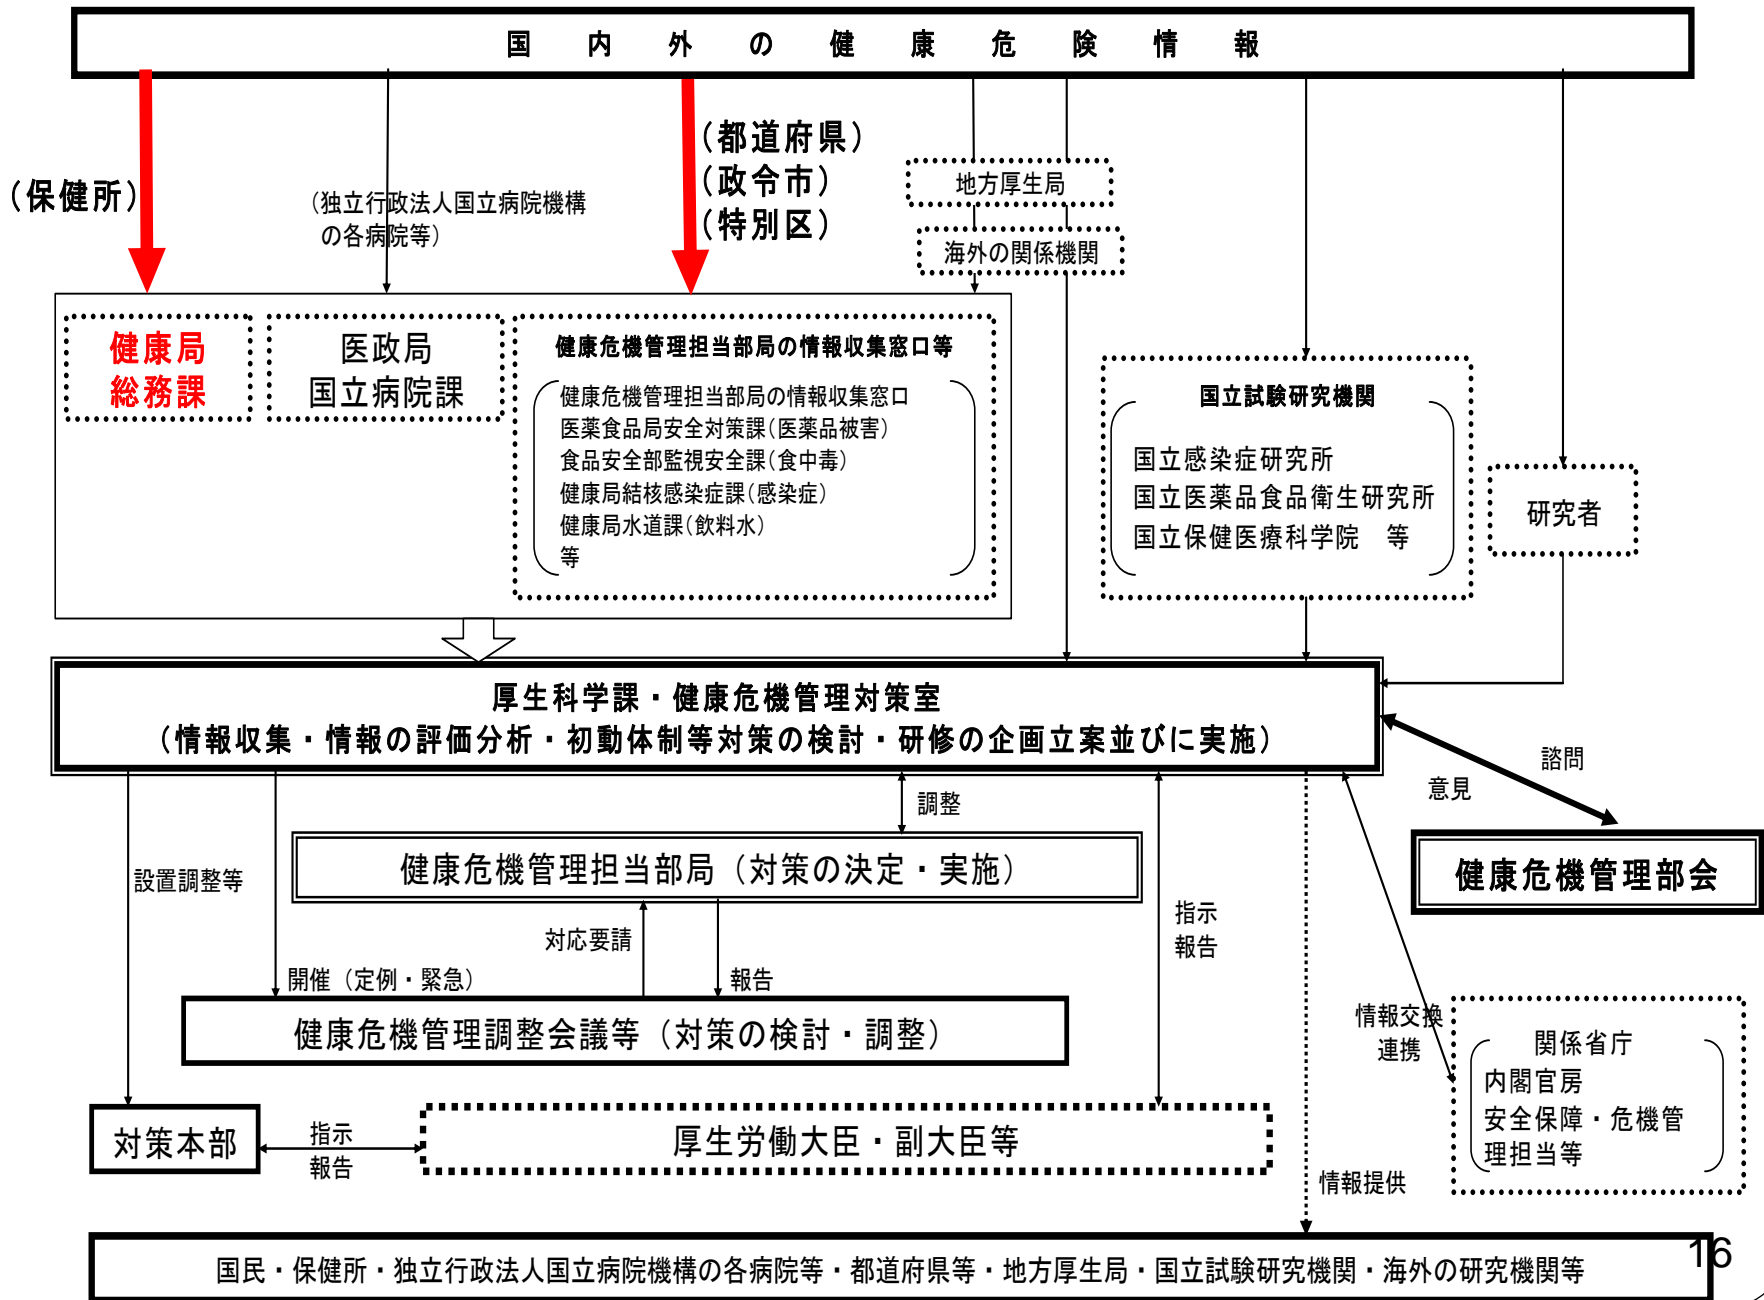 国内外の健康危険情報
（保健所）
（独立行政法人国立病院機構
の各病院等）
（都道府県）
（政令市）
（特別区）
地方厚生局
海外の関係機関
健康局
総務課
医政局
国立病院課
健康危機管理担当部局の情報収集窓口等
健康危機管理担当部局の情報収集窓口
医薬食品局安全対策課（医薬品被害）
食品安全部監視安全課（食中毒）
健康局結核感染症課（感染症）
健康局水道課（飲料水）
等
国立試験研究機関
国立感染症研究所
国立医薬品食品衛生研究所
国立保健医療科学院　等
研究者
厚生科学課・健康危機管理対策室
（情報収集・情報の評価分析・初動体制等対策の検討・研修の企画立案並びに実施）
諮問
意見
調整
健康危機管理部会
健康危機管理担当部局（対策の決定・実施）
設置調整等
対応要請
報告
指示
報告
開催（定例・緊急）
健康危機管理調整会議等（対策の検討・調整）
情報交換
連携
関係省庁
内閣官房
安全保障・危機管
理担当等
対策本部
指示
報告
厚生労働大臣・副大臣等
情報提供
国民・保健所・独立行政法人国立病院機構の各病院等・都道府県等・地方厚生局・国立試験研究機関・海外の研究機関等
16